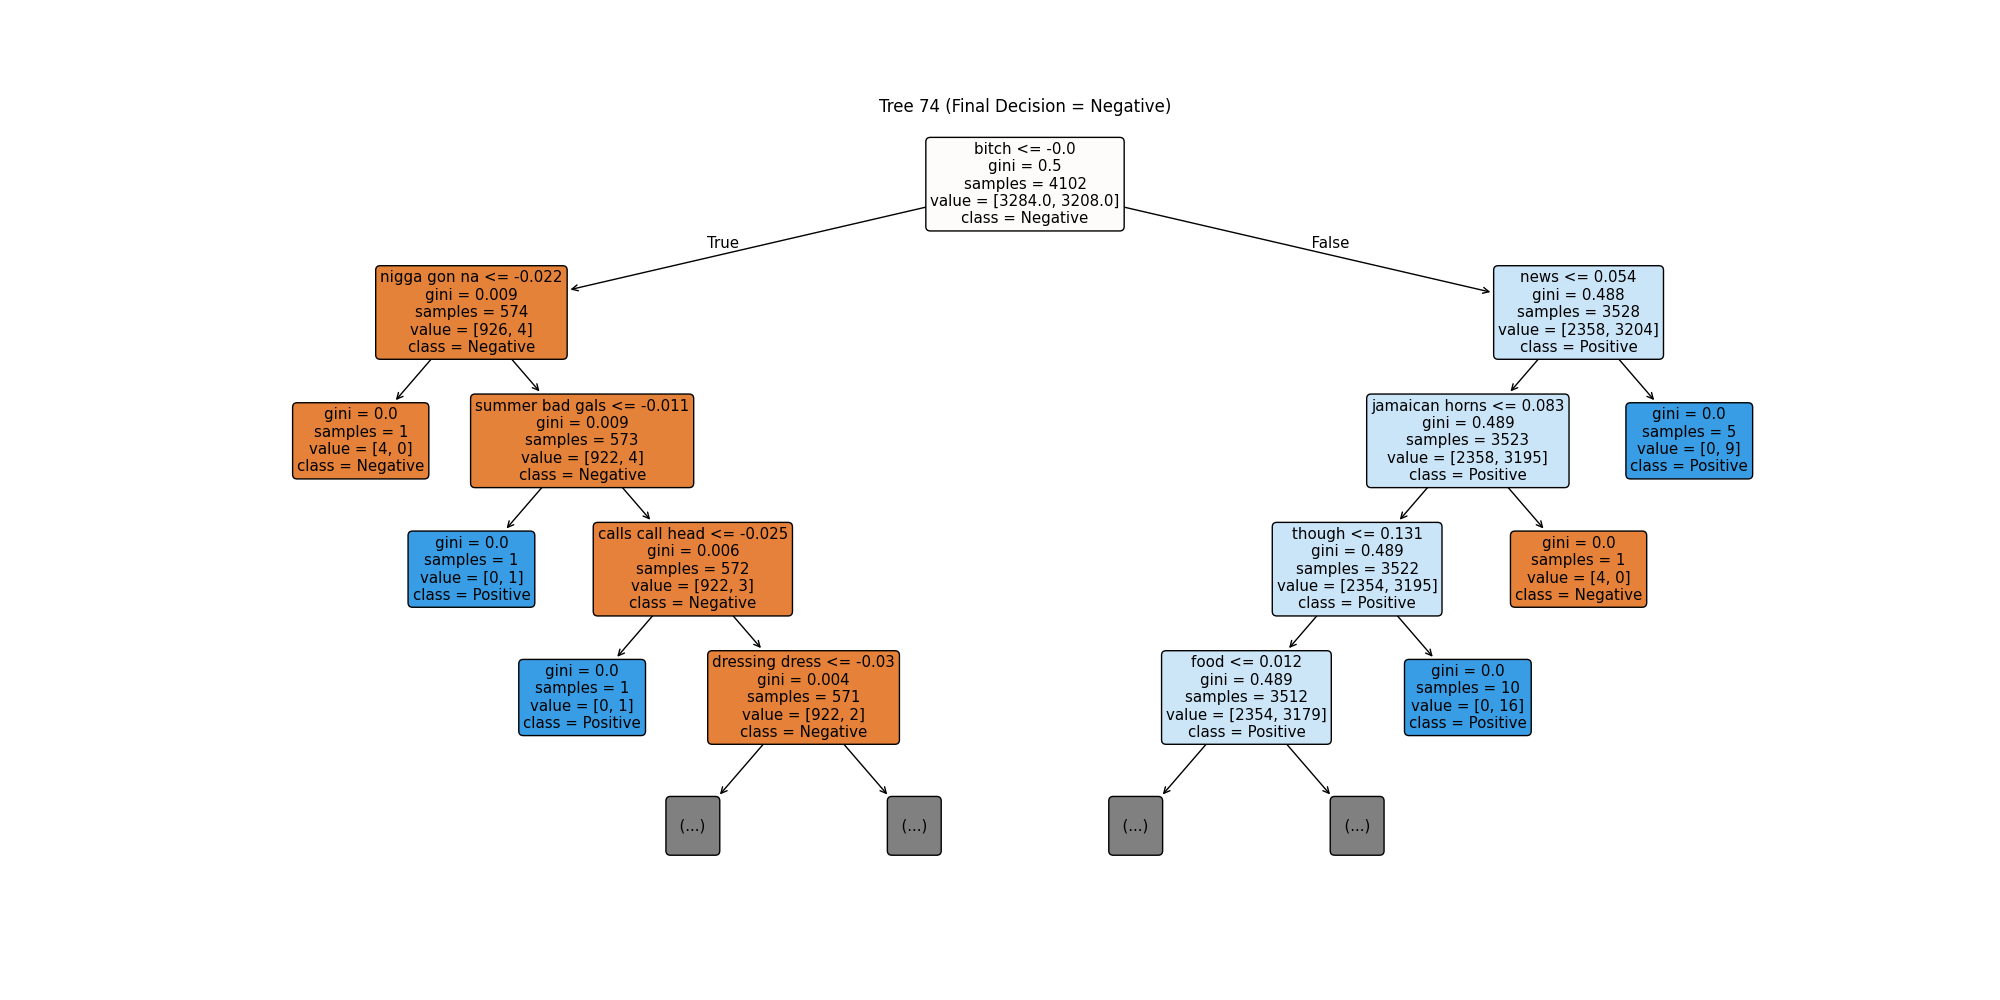 Tree 74 (Final Decision = Negative)
bitch <= -0.0
gini = 0.5
samples = 4102
value = [3284.0, 3208.0]
class = Negative
True
False
nigga gon na <= -0.022
gini = 0.009
samples = 574
value = [926, 4]
class = Negative
news <= 0.054
gini = 0.488
samples = 3528
value = [2358, 3204]
class = Positive
gini = 0.0
samples = 1
value = [4, 0]
class = Negative
summer bad gals <= -0.011
gini = 0.009
samples = 573
value = [922, 4]
class = Negative
jamaican horns <= 0.083
gini = 0.489
samples = 3523
value = [2358, 3195]
class = Positive
gini = 0.0
samples = 5
value = [0, 9]
class = Positive
gini = 0.0
samples = 1
value = [0, 1]
class = Positive
calls call head <= -0.025
gini = 0.006
samples = 572
value = [922, 3]
class = Negative
though <= 0.131
gini = 0.489
samples = 3522
value = [2354, 3195]
class = Positive
gini = 0.0
samples = 1
value = [4, 0]
class = Negative
gini = 0.0
samples = 1
value = [0, 1]
class = Positive
dressing dress <= -0.03
gini = 0.004
samples = 571
value = [922, 2]
class = Negative
food <= 0.012
gini = 0.489
samples = 3512
value = [2354, 3179]
class = Positive
gini = 0.0
samples = 10
value = [0, 16]
class = Positive
(...)
(...)
(...)
(...)